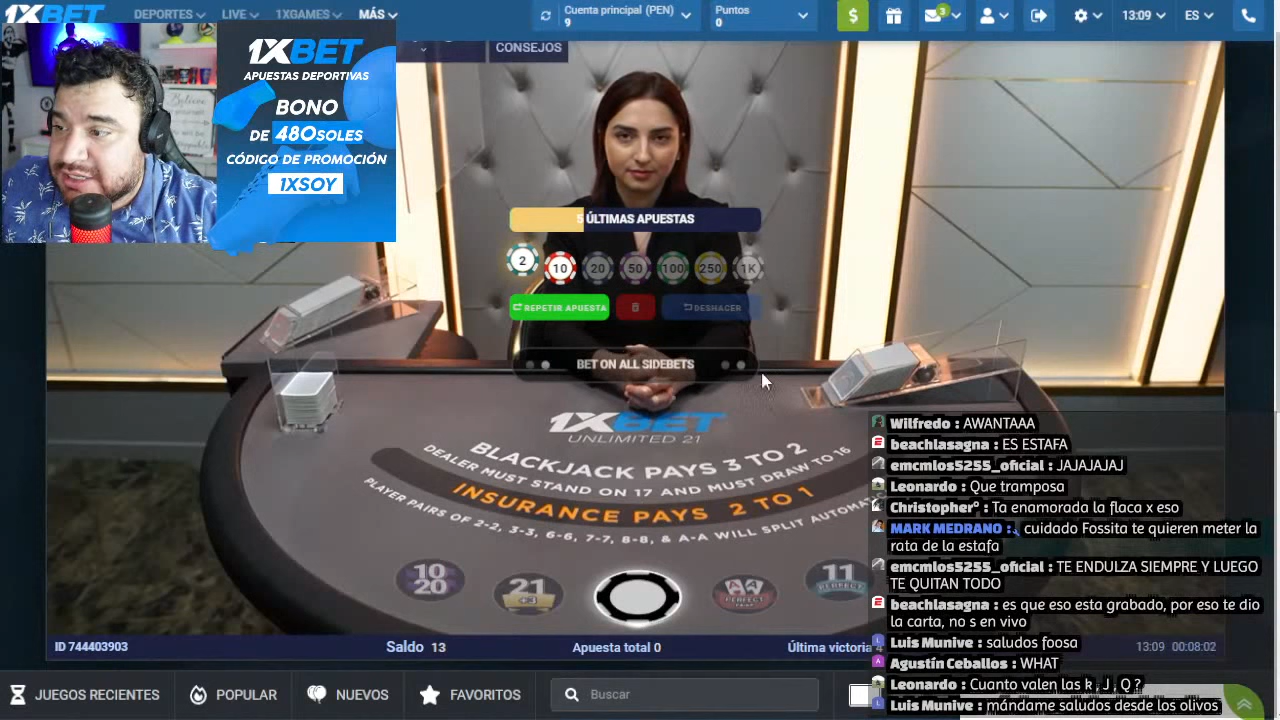 1XBET
DEPORTES
LIVE
1XGAMES
MÁS
Cuenta principal (PEN)
9
Puntos
0
$
3
13:09
ES
1XBET
APUESTAS DEPORTIVAS
BONO
DE 480SOLES
CÓDIGO DE PROMOCIÓN
1XSOY
CONSEJOS
5 ÚLTIMAS APUESTAS
2
10
20
50
100
250
1K
REPETIR APUESTA
DESHACER
BET ON ALL SIDEBETS
1XBET
UNLIMITED 21
BLACKJACK PAYS 3 TO 2
DEALER MUST STAND ON 17 AND MUST DRAW TO 16
INSURANCE PAYS 2 TO 1
PLAYER PAIRS OF 2-2, 3-3, 6-6, 7-7, 8-8, & A-A WILL SPLIT
10
20
21
+3
A A
PERFECT
11
PERFECT
Wilfredo : AWANTAAA
beachlasagna : ES ESTAFA
emcmlos5255_oficial : JAJAJAJAJ
Leonardo : Que tramposa
Christopher° : Ta enamorada la flaca x eso
MARK MEDRANO : cuidado Fossita te quieren meter la
rata de la estafa
emcmlos5255_oficial : TE ENDULZA SIEMPRE Y LUEGO
TE QUITAN TODO
beachlasagna : es que eso esta grabado, por eso te dio
la carta, no s en vivo
Luis Munive : saludos foosa
Agustín Ceballos : WHAT
Leonardo : Cuanto valen las k , J , Q ?
Luis Munive : mándame saludos desde los olivos
ID 744403903
Saldo 13
Apuesta total 0
Última victoria 4
13:09 00:08:02
JUEGOS RECIENTES
POPULAR
NUEVOS
FAVORITOS
Buscar